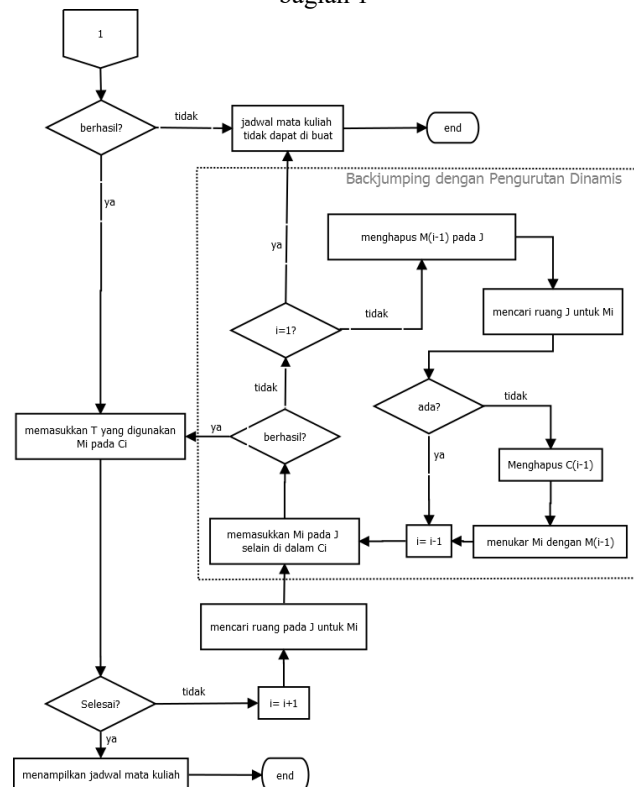 bagian 1
1
berhasil?
tidak
jadwal mata kuliah
tidak dapat di buat
end
ya
Backjumping dengan Pengurutan Dinamis
menghapus M(i-1) pada J
ya
i=1?
tidak
mencari ruang J untuk Mi
tidak
ada?
tidak
memasukkan T yang digunakan
Mi pada Ci
ya
berhasil?
ya
Menghapus C(i-1)
memasukkan Mi pada J
selain di dalam Ci
i= i-1
menukar Mi dengan M(i-1)
mencari ruang pada J untuk Mi
Selesai?
tidak
i= i+1
ya
menampilkan jadwal mata kuliah
end